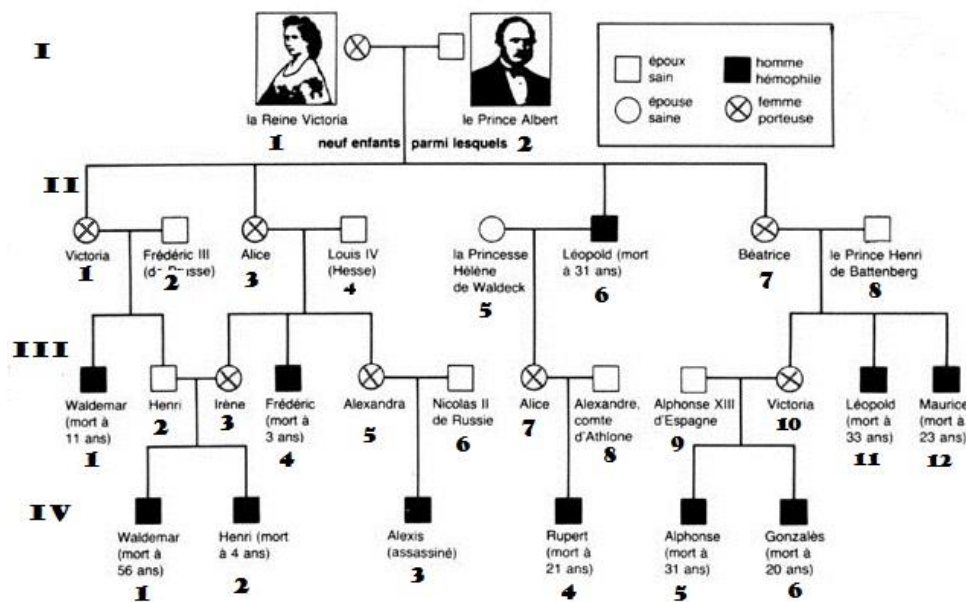 I
la Reine Victoria
le Prince Albert
1
neuf enfants parmi lesquels
2
époux sain
homme hémophile
épouse saine
femme porteuse
II
Victoria
1
Frédéric III
2
Alice
3
Louis IV
(Hesse)
4
la Princesse
Hélène
de Waldeck
5
Léopold (mort
à 31 ans)
6
Béatrice
7
le Prince Henri
de Battenberg
8
III
Waldemar
(mort à
11 ans)
1
Henri
2
Irène
3
Frédéric
(mort à
3 ans)
4
Alexandra
5
Nicolas II
de Russie
6
Alice
7
Alexandre,
comte
d'Athlone
8
Alphonse XIII
d'Espagne
9
Victoria
10
Léopold
(mort à
33 ans)
11
Maurice
(mort à
23 ans)
12
IV
Waldemar
(mort à
56 ans)
1
Henri (mort
à 4 ans)
2
Alexis
(assassiné)
3
Rupert
(mort à
21 ans)
4
Alphonse
(mort à
31 ans)
5
Gonzalès
(mort à
20 ans)
6